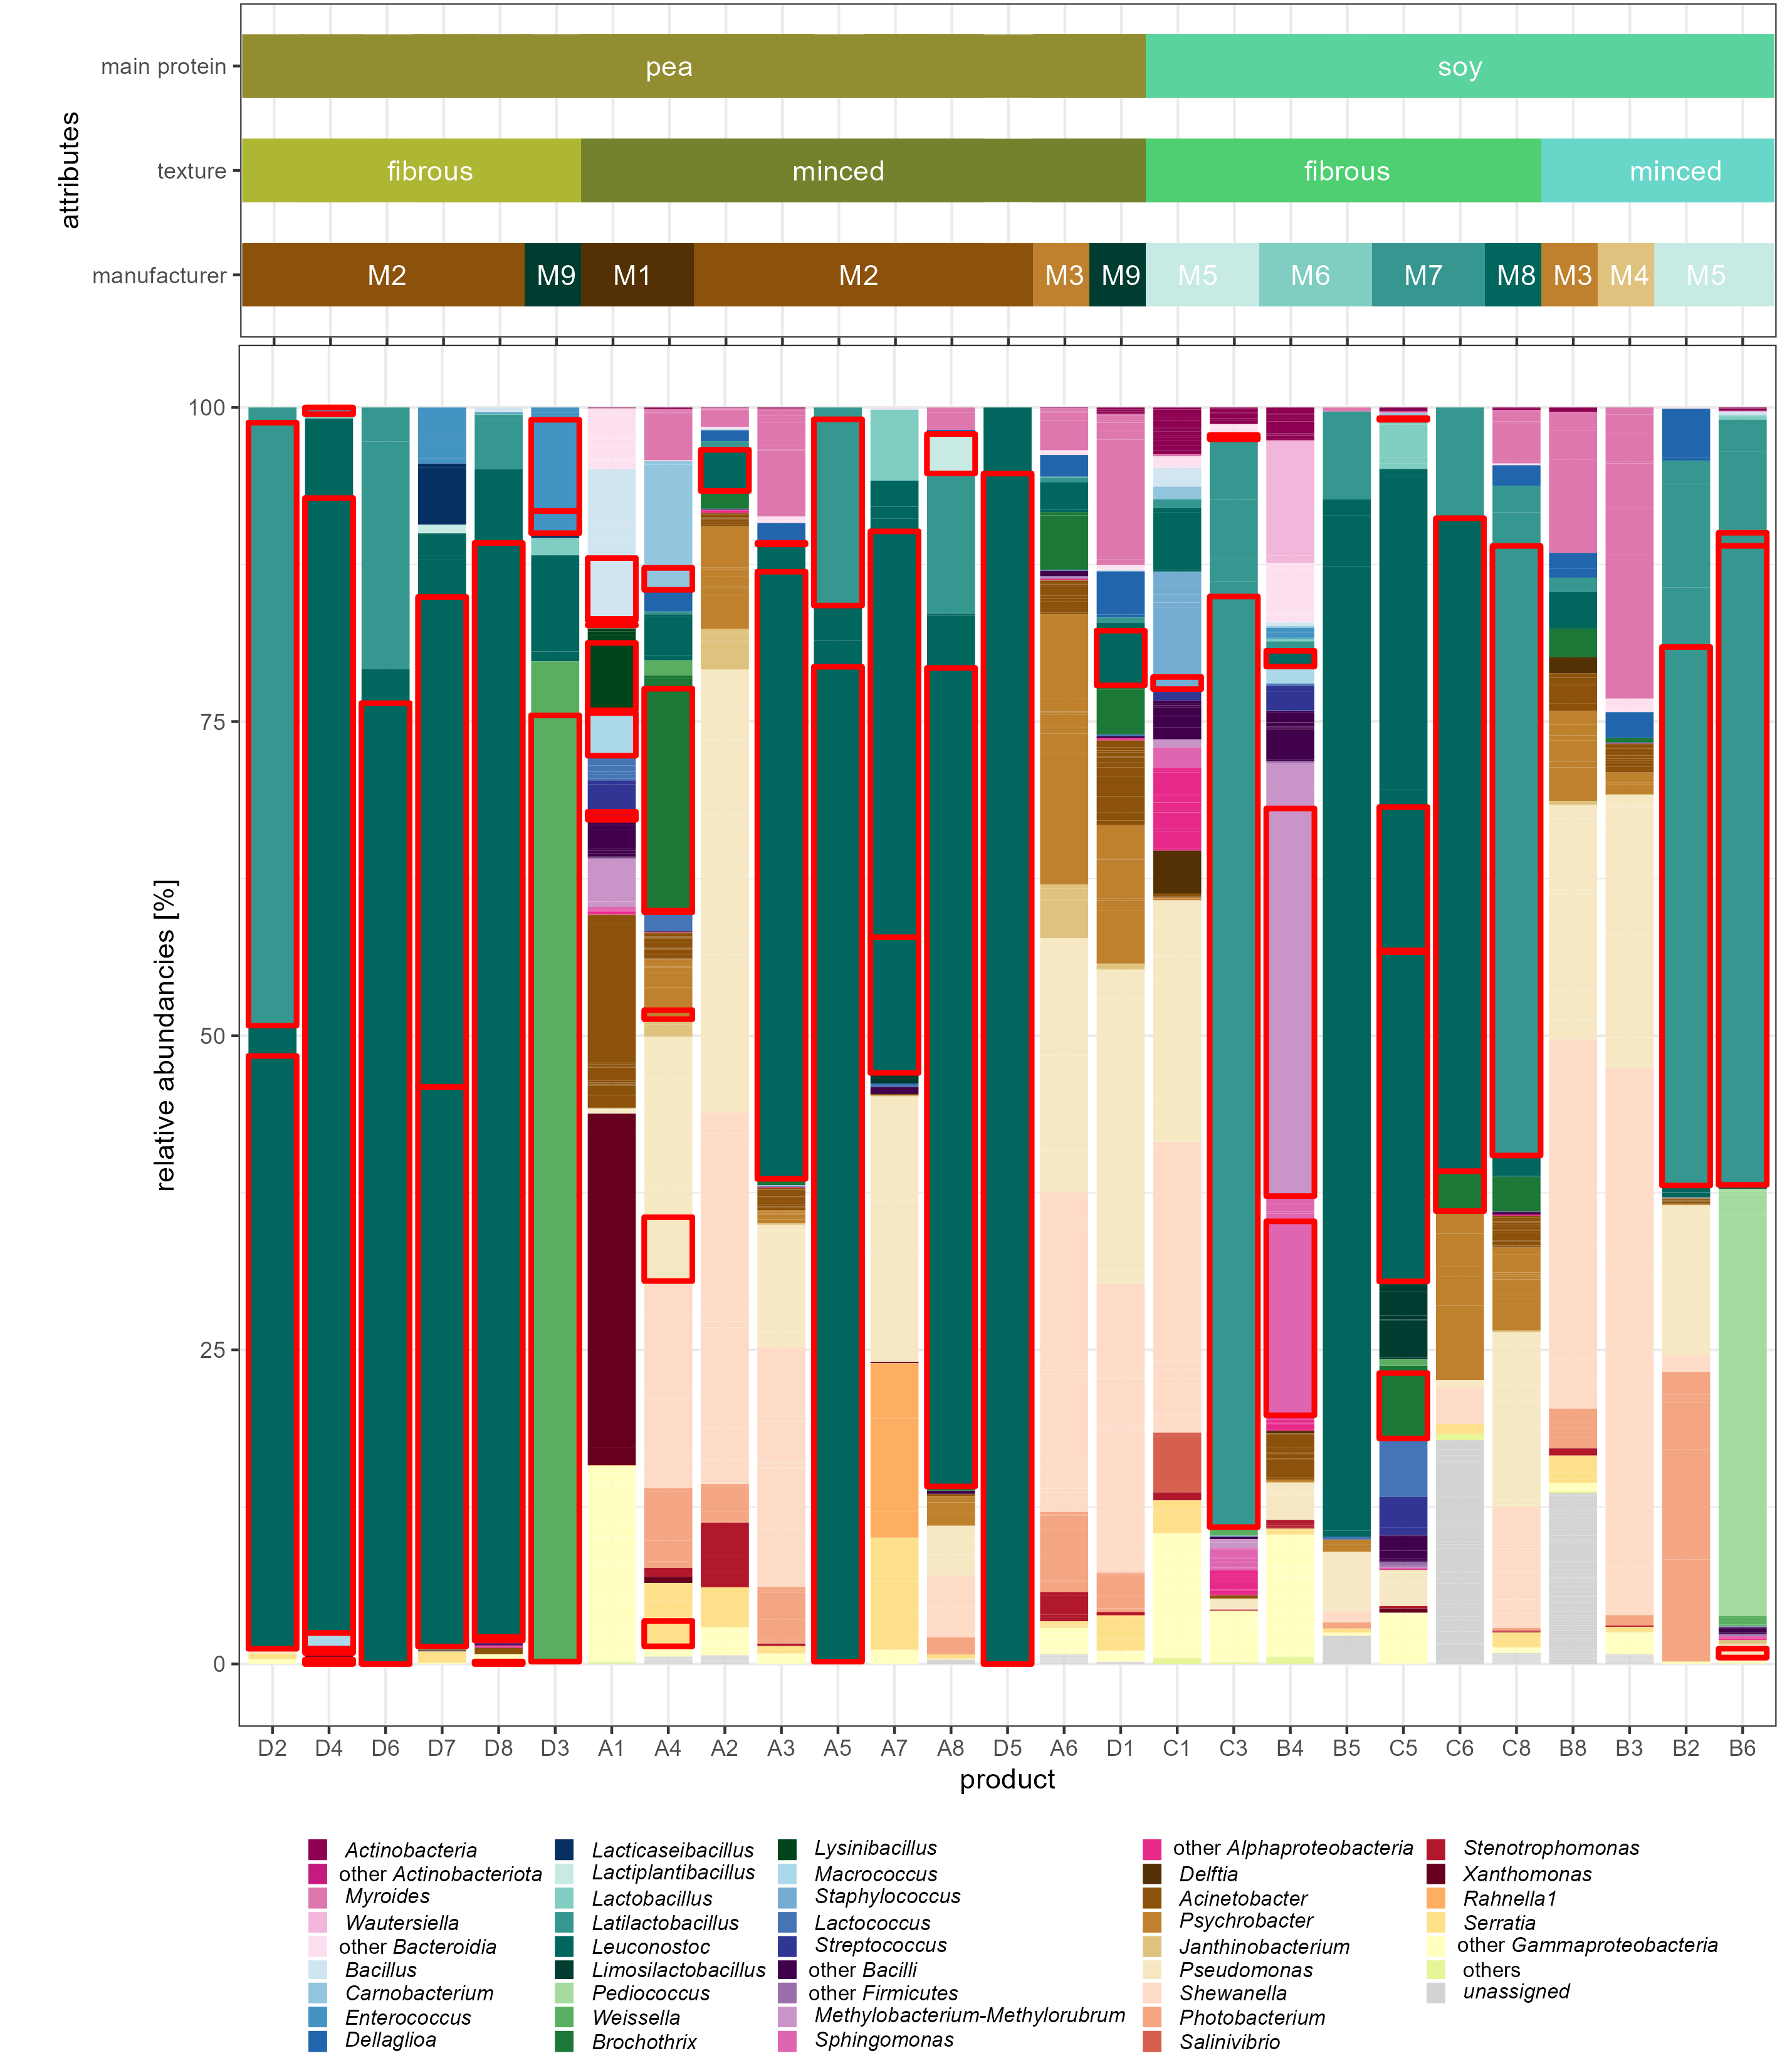 main protein
pea
soy
attributes
texture
fibrous
minced
fibrous
minced
manufacturer
M2
M9
M1
M2
M3
M9
M5
M6
M7
M8
M3
M4
M5
relative abundances [%]
100
75
50
25
0
D2 D4 D6 D7 D8 D3 A1 A4 A2 A3 A5 A7 A8 D5 A6 D1 C1 C3 B4 B5 C5 C6 C8 B8 B3 B2 B6
product
Actinobacteria
other Actinobacteriota
Myroides
Wautersiella
other Bacteroidia
Bacillus
Carnobacterium
Enterococcus
Dellaglioa
Lacticaseibacillus
Lactiplantibacillus
Lactobacillus
Latilactobacillus
Leuconostoc
Limosilactobacillus
Pediococcus
Weissella
Brochothrix
Lysinibacillus
Macrococcus
Staphylococcus
Lactococcus
Streptococcus
other Bacilli
other Firmicutes
Methylobacterium-Methylorubrum
Sphingomonas
other Alphaproteobacteria
Delftia
Acinetobacter
Psychrobacter
Janthinobacterium
Pseudomonas
Shewanella
Photobacterium
Salinivibrio
Stenotrophomonas
Xanthomonas
Rahnella1
Serratia
other Gammaproteobacteria
others
unassigned